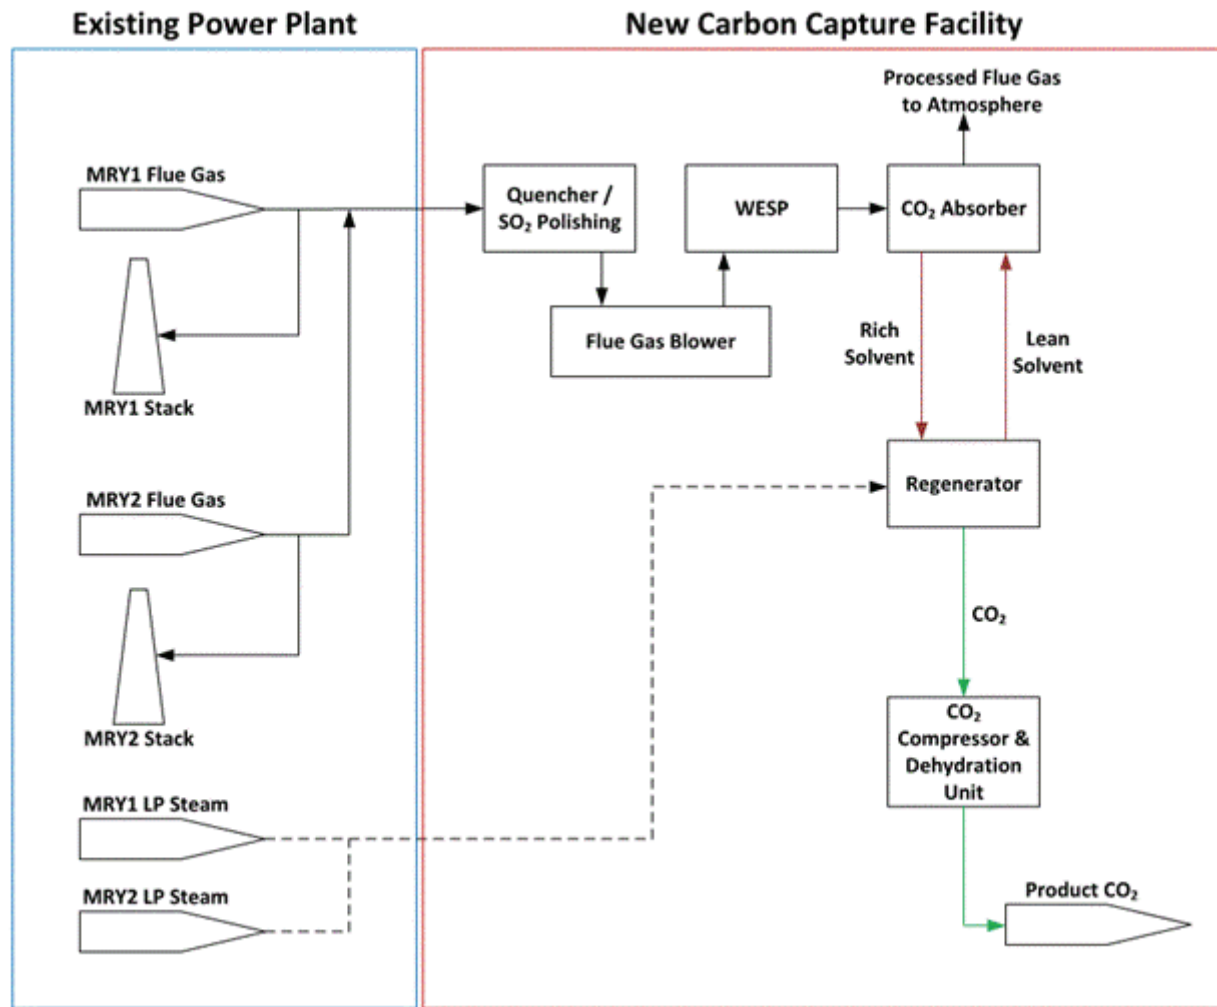 Existing Power Plant
New Carbon Capture Facility
Processed Flue Gas
to Atmosphere
MRY1 Flue Gas
Quencher /
SO₂ Polishing
WESP
CO₂ Absorber
Flue Gas Blower
Rich
Solvent
Lean
Solvent
MRY1 Stack
MRY2 Flue Gas
Regenerator
CO₂
MRY2 Stack
CO₂
Compressor &
Dehydration
Unit
MRY1 LP Steam
MRY2 LP Steam
Product CO₂